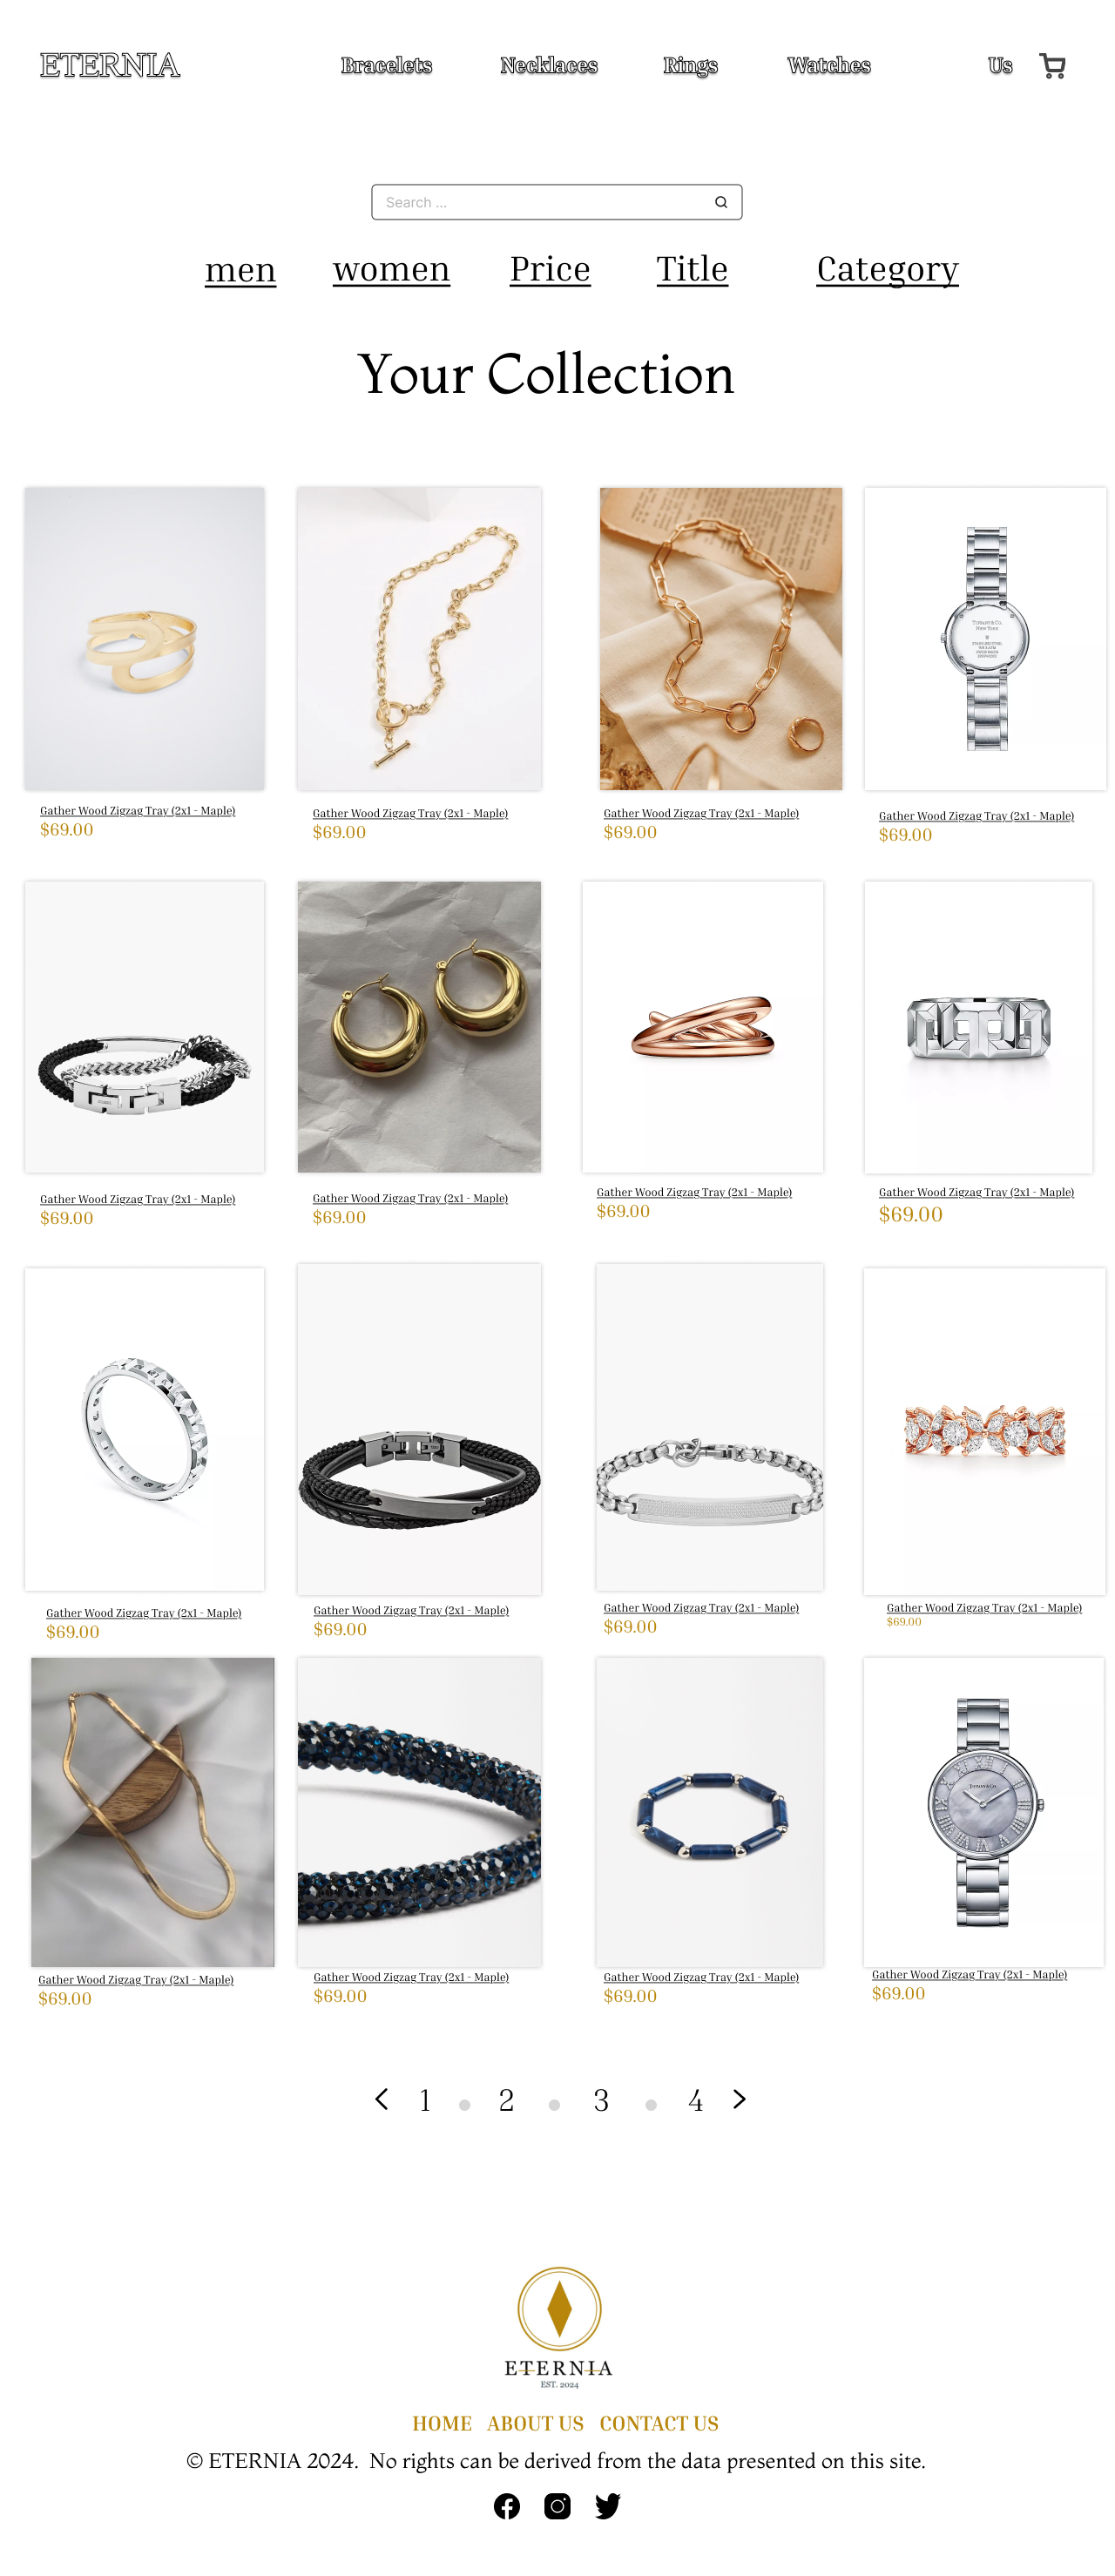 ETERNIA Bracelets Necklaces Rings Watches Us
Search ...
men women Price Title Category
Your Collection
TIFFANY & CO.
New York
Gather Wood Zigzag Tray (2x1 - Maple)
$69.00
Gather Wood Zigzag Tray (2x1 - Maple)
$69.00
Gather Wood Zigzag Tray (2x1 - Maple)
$69.00
Gather Wood Zigzag Tray (2x1 - Maple)
$69.00
Gather Wood Zigzag Tray (2x1 - Maple)
$69.00
Gather Wood Zigzag Tray (2x1 - Maple)
$69.00
Gather Wood Zigzag Tray (2x1 - Maple)
$69.00
Gather Wood Zigzag Tray (2x1 - Maple)
$69.00
Gather Wood Zigzag Tray (2x1 - Maple)
$69.00
Gather Wood Zigzag Tray (2x1 - Maple)
$69.00
Gather Wood Zigzag Tray (2x1 - Maple)
$69.00
Gather Wood Zigzag Tray (2x1 - Maple)
$69.00
TIFFANY & CO.
Gather Wood Zigzag Tray (2x1 - Maple)
$69.00
Gather Wood Zigzag Tray (2x1 - Maple)
$69.00
Gather Wood Zigzag Tray (2x1 - Maple)
$69.00
Gather Wood Zigzag Tray (2x1 - Maple)
$69.00
1 2 3 4
ETERNIA
EST. 2024
HOME ABOUT US CONTACT US
© ETERNIA 2024. No rights can be derived from the data presented on this site.